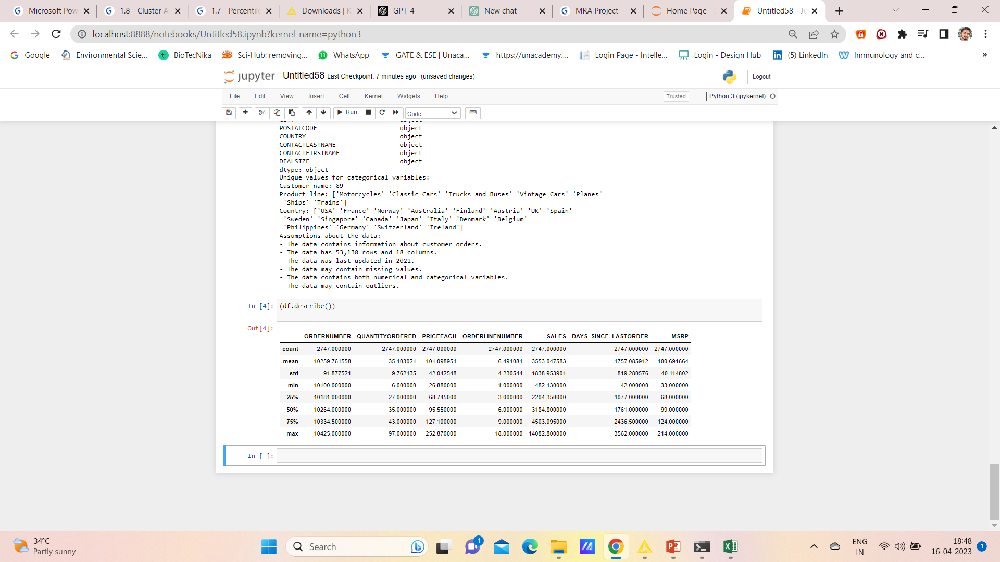 Microsoft Pow
1.8 - Cluster A
1.7 - Percentile
Downloads | K
GPT-4
New chat
MRA Project -
Home Page -
Untitled58 - Ju
localhost:8888/notebooks/Untitled58.ipynb?kernel_name=python3
Google
Environmental Scie...
BioTecNika
Sci-Hub: removing...
WhatsApp
GATE & ESE | Unaca...
https://unacademy....
Login Page - Intelle...
Login - Design Hub
(5) LinkedIn
Immunology and c...
»
jupyter Untitled58 Last Checkpoint: 7 minutes ago (unsaved changes)
Logout
File Edit View Insert Cell Kernel Widgets Help
Trusted
Python 3 (ipykernel)
Run
Code
POSTALCODE object
COUNTRY object
CONTACTLASTNAME object
CONTACTFIRSTNAME object
DEALSIZE object
dtype: object
Unique values for categorical variables:
Customer name: 89
Product line: ['Motorcycles' 'Classic Cars' 'Trucks and Buses' 'Vintage Cars' 'Planes'
'Ships' 'Trains']
Country: ['USA' 'France' 'Norway' 'Australia' 'Finland' 'Austria' 'UK' 'Spain'
'Sweden' 'Singapore' 'Canada' 'Japan' 'Italy' 'Denmark' 'Belgium'
'Philippines' 'Germany' 'Switzerland' 'Ireland']
Assumptions about the data:
- The data contains information about customer orders.
- The data has 53,130 rows and 18 columns.
- The data was last updated in 2021.
- The data may contain missing values.
- The data contains both numerical and categorical variables.
- The data may contain outliers.
In [4]: (df.describe())
Out[4]:
ORDERNUMBER QUANTITYORDERED PRICEEACH ORDERLINENUMBER SALES DAYS_SINCE_LASTORDER MSRP
count 2747.000000 2747.000000 2747.000000 2747.000000 2747.000000 2747.000000 2747.000000
mean 10259.761558 35.103021 101.098951 6.491081 3553.047583 1757.085912 100.691664
std 91.877521 9.762135 42.042548 4.230544 1838.953901 819.280576 40.114802
min 10100.000000 6.000000 26.880000 1.000000 482.130000 42.000000 33.000000
25% 10181.000000 27.000000 68.745000 3.000000 2204.350000 1077.000000 68.000000
50% 10264.000000 35.000000 95.550000 6.000000 3184.800000 1761.000000 99.000000
75% 10334.500000 43.000000 127.100000 9.000000 4503.095000 2436.500000 124.000000
max 10425.000000 97.000000 252.870000 18.000000 14082.800000 3562.000000 214.000000
In [ ]:
34°C
Partly sunny
Search
1
ENG
IN
18:48
16-04-2023
1